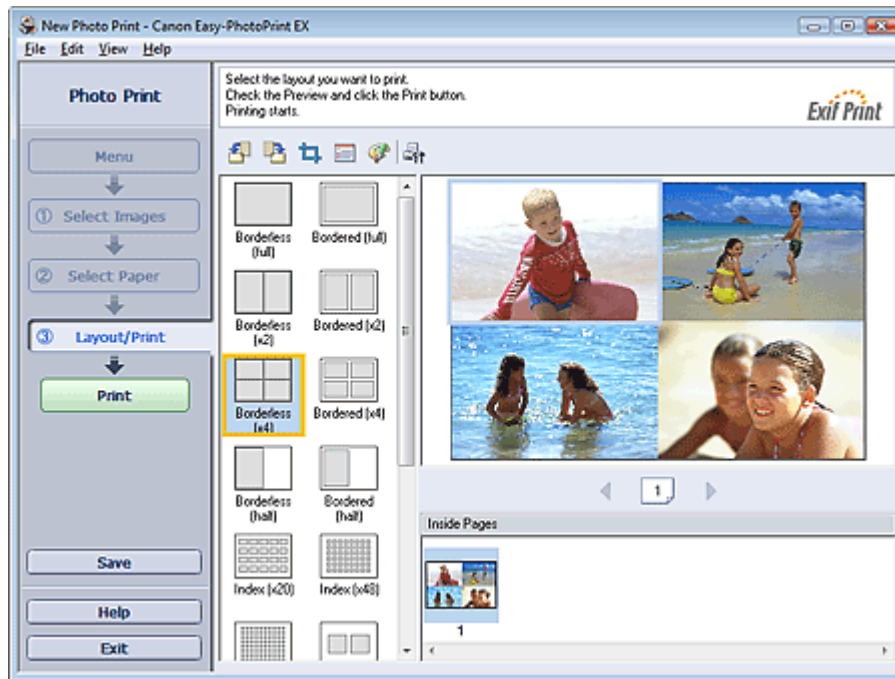 New Photo Print - Canon Easy-PhotoPrint EX
File Edit View Help
Photo Print
Select the layout you want to print.
Check the Preview and click the Print button.
Printing starts.
Exif Print
Menu
① Select Images
② Select Paper
③ Layout/Print
Print
Save
Help
Exit
Borderless
(full)
Bordered (full)
Borderless
(x2)
Bordered (x2)
Borderless
(x4)
Bordered (x4)
Borderless
(half)
Bordered
(half)
Index (x20)
Index (x48)
1
Inside Pages
1